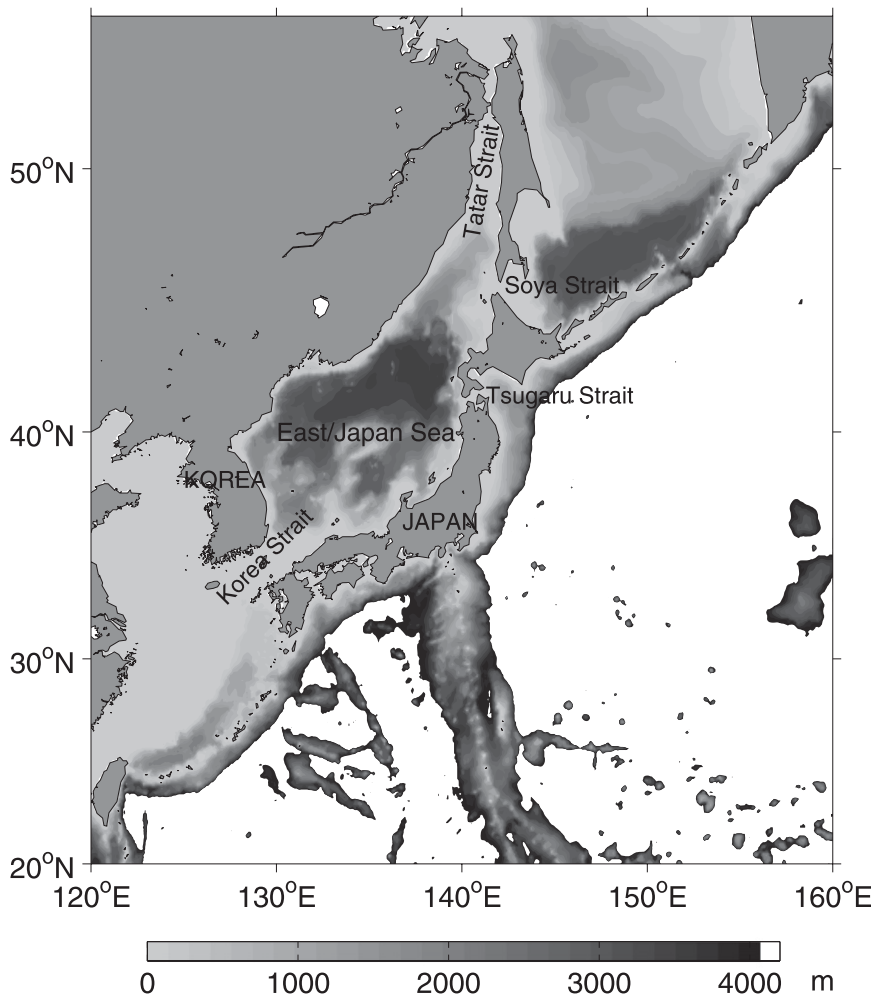 50°N
Tatar Strait
Soya Strait
Tsugaru Strait
40°N
East/Japan Sea
KOREA
JAPAN
Korea Strait
30°N
20°N
120°E 130°E 140°E 150°E 160°E
0 1000 2000 3000 4000 m